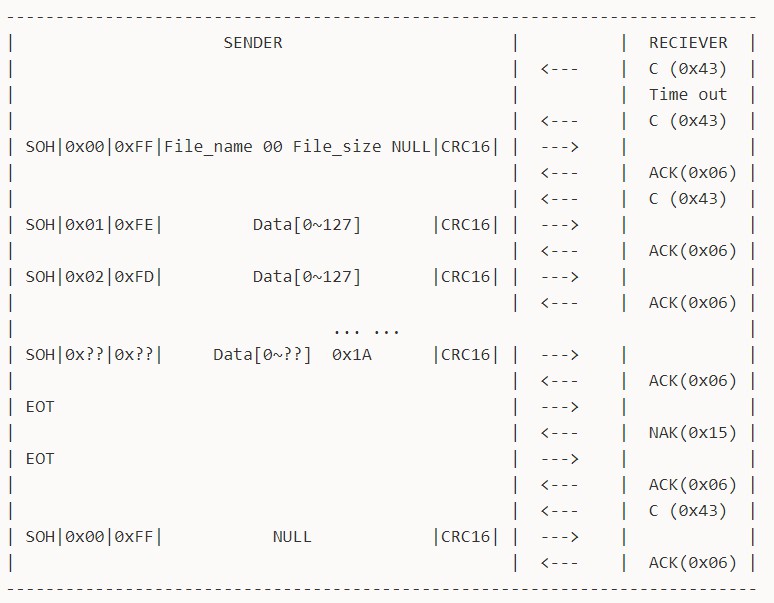 -----------------------------------------------------------------------------
|                     SENDER                        |          |  RECIEVER  |
|                                                   |  <---    |  C (0x43)  |
|                                                   |          |  Time out  |
|                                                   |  <---    |  C (0x43)  |
| SOH|0x00|0xFF|File_name 00 File_size NULL|CRC16| |  --->    |            |
|                                                   |  <---    |  ACK(0x06) |
|                                                   |  <---    |  C (0x43)  |
| SOH|0x01|0xFE|         Data[0~127]       |CRC16| |  --->    |            |
|                                                   |  <---    |  ACK(0x06) |
| SOH|0x02|0xFD|         Data[0~127]       |CRC16| |  --->    |            |
|                                                   |  <---    |  ACK(0x06) |
|                                ... ...                                    |
| SOH|0x??|0x??|     Data[0~??]  0x1A      |CRC16| |  --->    |            |
|                                                   |  <---    |  ACK(0x06) |
| EOT                                               |  --->    |            |
|                                                   |  <---    |  NAK(0x15) |
| EOT                                               |  --->    |            |
|                                                   |  <---    |  ACK(0x06) |
|                                                   |  <---    |  C (0x43)  |
| SOH|0x00|0xFF|           NULL            |CRC16| |  --->    |            |
|                                                   |  <---    |  ACK(0x06) |
-----------------------------------------------------------------------------